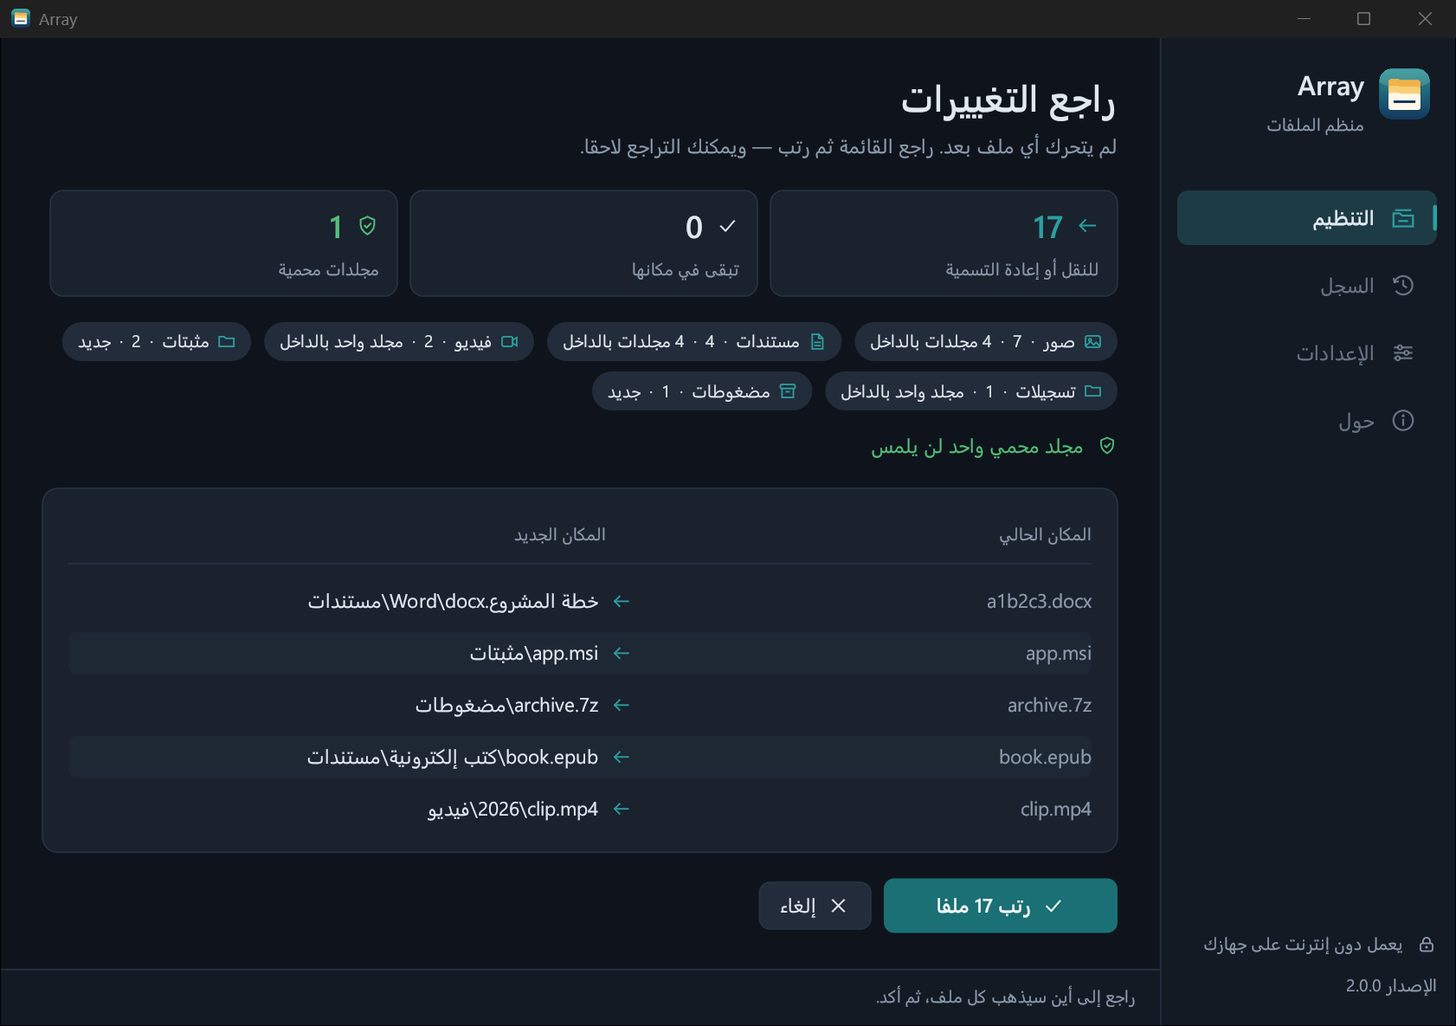 Array
Array
منظم الملفات
التنظيم
السجل
الإعدادات
حول
يعمل دون إنترنت على جهازك
الإصدار 2.0.0
راجع التغييرات
لم يتحرك أي ملف بعد. راجع القائمة ثم رتب — ويمكنك التراجع لاحقا.
17
للنقل أو إعادة التسمية
0
تبقى في مكانها
1
مجلدات محمية
صور · 7 · 4 مجلدات بالداخل
مستندات · 4 · 4 مجلدات بالداخل
فيديو · 2 · مجلد واحد بالداخل
مثبتات · 2 · جديد
تسجيلات · 1 · مجلد واحد بالداخل
مضغوطات · 1 · جديد
مجلد محمي واحد لن يلمس
المكان الحالي المكان الجديد
a1b2c3.docx ← مستندات\Word\خطة المشروع.docx
app.msi ← مثبتات\app.msi
archive.7z ← مضغوطات\archive.7z
book.epub ← مستندات\كتب إلكترونية\book.epub
clip.mp4 ← فيديو\2026\clip.mp4
رتب 17 ملفا
إلغاء
راجع إلى أين سيذهب كل ملف، ثم أكد.